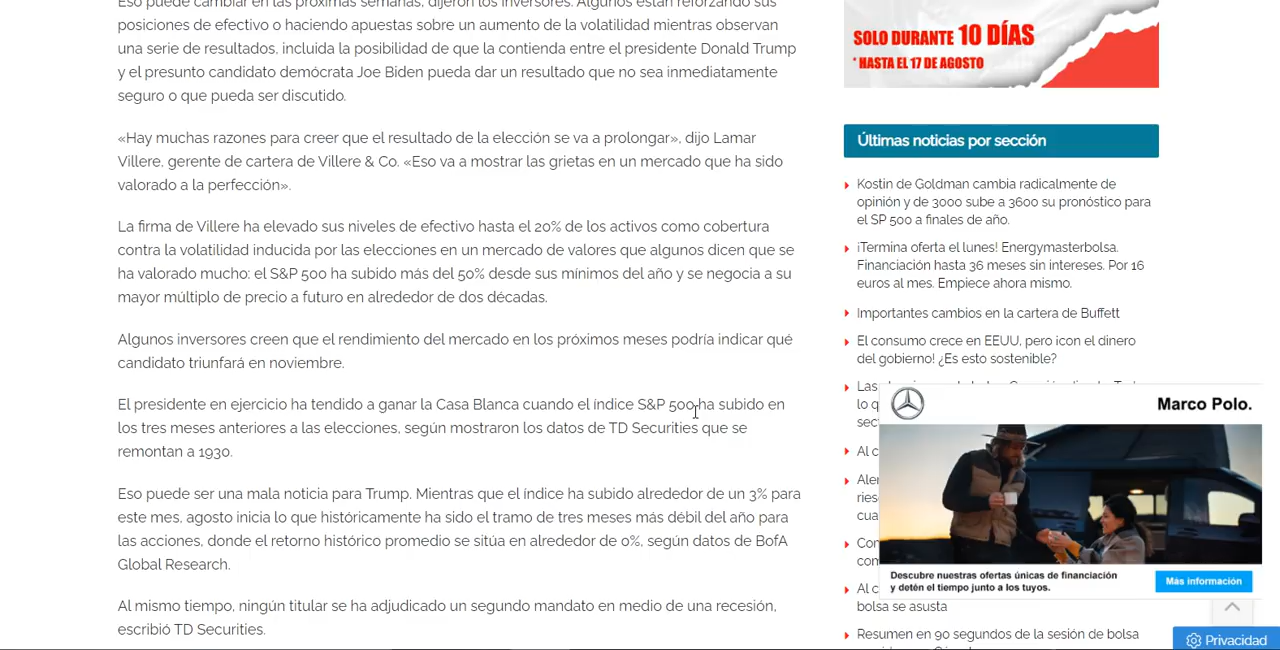 Eso puede cambiar en las próximas semanas, dijeron los inversores. Algunos están reforzando sus
posiciones de efectivo o haciendo apuestas sobre un aumento de la volatilidad mientras observan
una serie de resultados, incluida la posibilidad de que la contienda entre el presidente Donald Trump
y el presunto candidato demócrata Joe Biden pueda dar un resultado que no sea inmediatamente
seguro o que pueda ser discutido.
«Hay muchas razones para creer que el resultado de la elección se va a prolongar», dijo Lamar
Villere, gerente de cartera de Villere & Co. «Eso va a mostrar las grietas en un mercado que ha sido
valorado a la perfección».
La firma de Villere ha elevado sus niveles de efectivo hasta el 20% de los activos como cobertura
contra la volatilidad inducida por las elecciones en un mercado de valores que algunos dicen que se
ha valorado mucho: el S&P 500 ha subido más del 50% desde sus mínimos del año y se negocia a su
mayor múltiplo de precio a futuro en alrededor de dos décadas.
Algunos inversores creen que el rendimiento del mercado en los próximos meses podría indicar qué
candidato triunfará en noviembre.
El presidente en ejercicio ha tendido a ganar la Casa Blanca cuando el índice S&P 500 ha subido en
los tres meses anteriores a las elecciones, según mostraron los datos de TD Securities que se
remontan a 1930.
Eso puede ser una mala noticia para Trump. Mientras que el índice ha subido alrededor de un 3% para
este mes, agosto inicia lo que históricamente ha sido el tramo de tres meses más débil del año para
las acciones, donde el retorno histórico promedio se sitúa en alrededor de 0%, según datos de BofA
Global Research.
Al mismo tiempo, ningún titular se ha adjudicado un segundo mandato en medio de una recesión,
escribió TD Securities.
SOLO DURANTE 10 DÍAS
* HASTA EL 17 DE AGOSTO
Últimas noticias por sección
Kostin de Goldman cambia radicalmente de
opinión y de 3000 sube a 3600 su pronóstico para
el SP 500 a finales de año.
¡Termina oferta el lunes! Energymasterbolsa.
Financiación hasta 36 meses sin intereses. Por 16
euros al mes. Empiece ahora mismo.
Importantes cambios en la cartera de Buffett
El consumo crece en EEUU, pero ¡con el dinero
del gobierno! ¿Es esto sostenible?
Las
lo q
sec
Al c
Aler
ries
cua
Con
con
Al c
bolsa se asusta
Resumen en 90 segundos de la sesión de bolsa
Marco Polo.
Descubre nuestras ofertas únicas de financiación
y detén el tiempo junto a los tuyos.
Más información
Privacidad